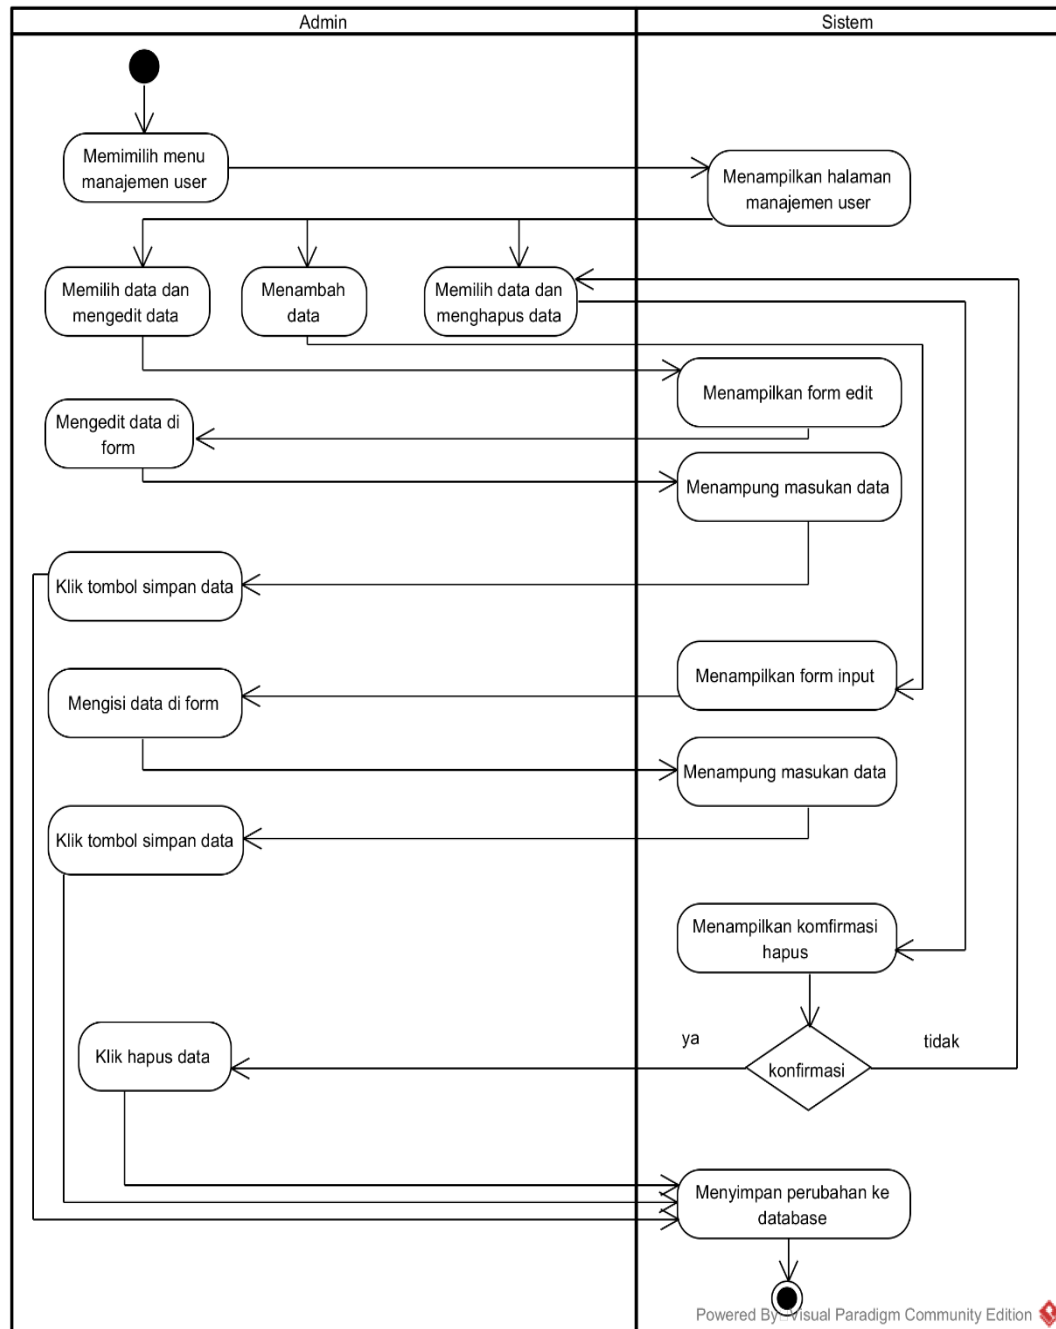 Admin
Sistem
Memimilih menu
manajemen user
Menampilkan halaman
manajemen user
Memilih data dan
mengedit data
Menambah
data
Memilih data dan
menghapus data
Menampilkan form edit
Mengedit data di
form
Menampung masukan data
Klik tombol simpan data
Menampilkan form input
Mengisi data di form
Menampung masukan data
Klik tombol simpan data
Menampilkan komfirmasi
hapus
ya
tidak
Klik hapus data
konfirmasi
Menyimpan perubahan ke
database
Powered By Visual Paradigm Community Edition